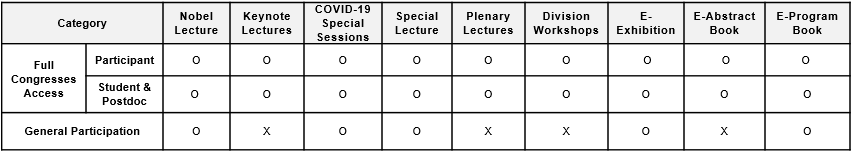 Category Nobel Lecture Keynote Lectures COVID-19 Special Sessions Special Lecture Plenary Lectures Division Workshops E-Exhibition E-Abstract Book E-Program Book
Full Congresses Access Participant O O O O O O O O O
Student & Postdoc O O O O O O O O O
General Participation O X O O X X O X O